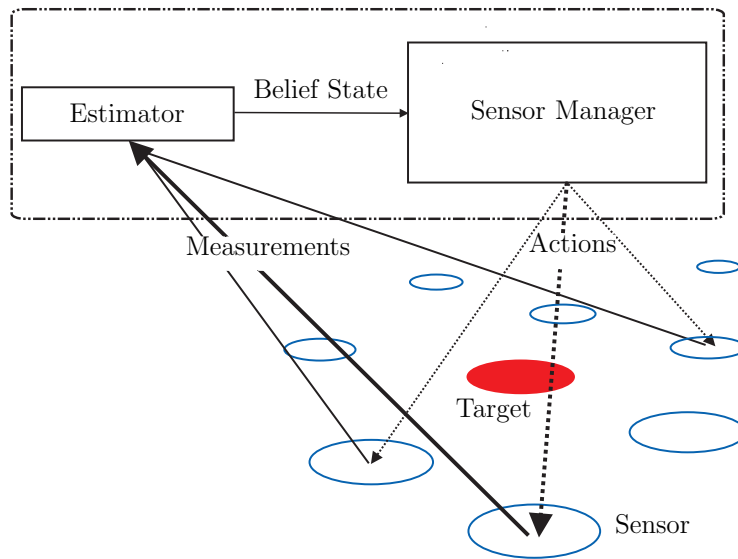 Belief State
Estimator
Sensor Manager
Measurements
Actions
Target
Sensor